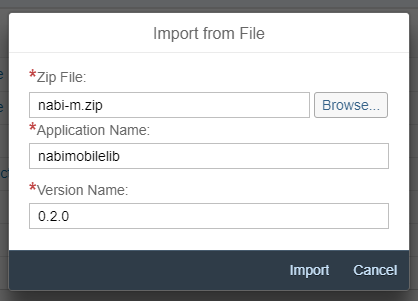 Import from File
*Zip File:
nabi-m.zip Browse...
*Application Name:
nabimobilelib
*Version Name:
0.2.0
Import Cancel